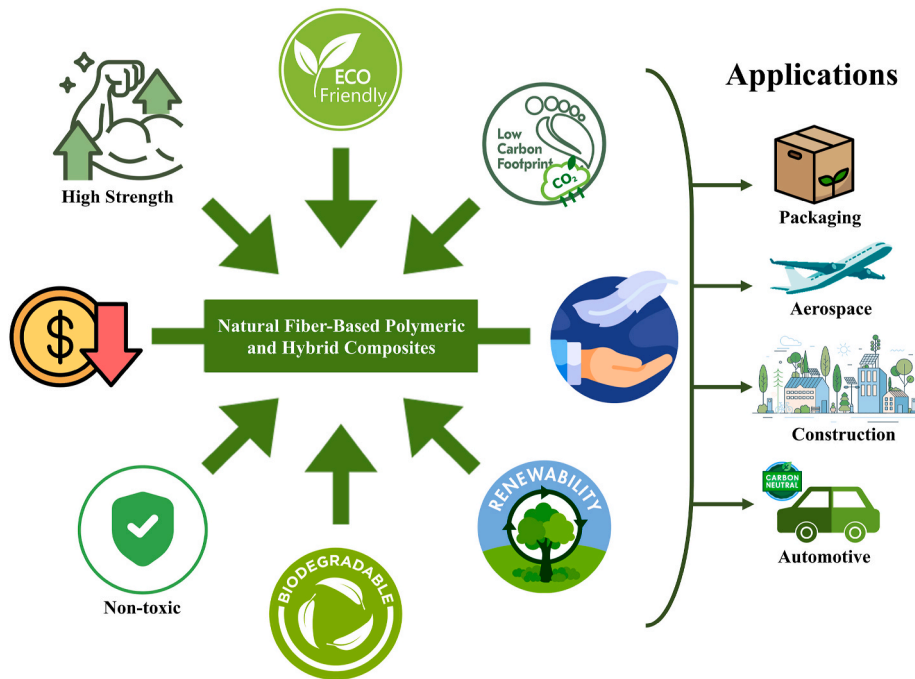 ECO
Friendly
Applications
Low
Carbon
Footprint
CO₂
High Strength
Packaging
$
Natural Fiber-Based Polymeric
and Hybrid Composites
Aerospace
Construction
RENEWABILITY
CARBON
NEUTRAL
Automotive
BIODEGRADABLE
Non-toxic